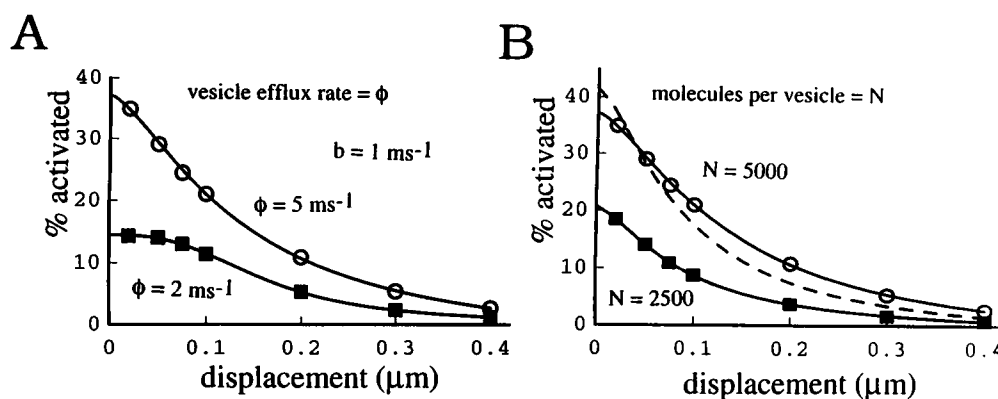 A
40
30
20
10
0
% activated
vesicle efflux rate = ϕ
b = 1 ms-1
ϕ = 5 ms-1
ϕ = 2 ms-1
0 0.1 0.2 0.3 0.4
displacement (μm)
B
40
30
20
10
0
% activated
molecules per vesicle = N
N = 5000
N = 2500
0 0.1 0.2 0.3 0.4
displacement (μm)